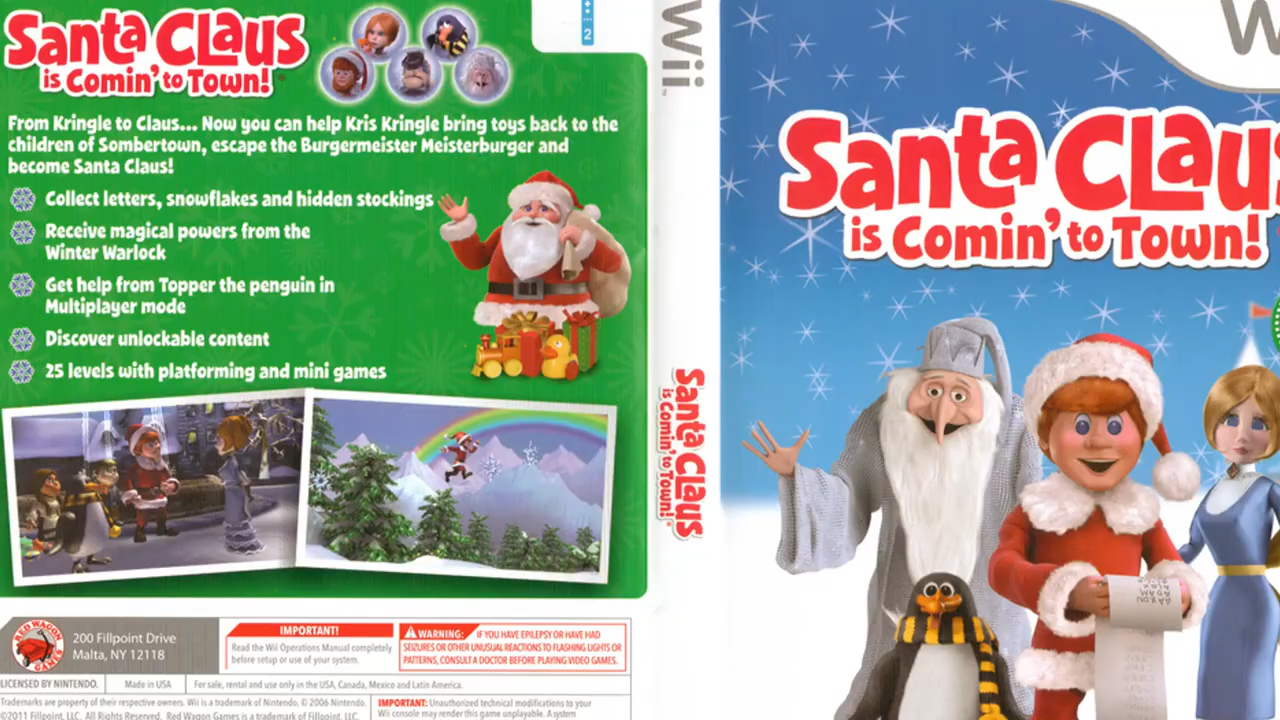 Santa Claus
is Comin' to Town!
2
From Kringle to Claus... Now you can help Kris Kringle bring toys back to the
children of Sombertown, escape the Burgermeister Meisterburger and
become Santa Claus!
Collect letters, snowflakes and hidden stockings
Receive magical powers from the
Winter Warlock
Get help from Topper the penguin in
Multiplayer mode
Discover unlockable content
25 levels with platforming and mini games
RED WAGON
GAMES
200 Fillpoint Drive
Malta, NY 12118
IMPORTANT!
Read the Wii Operations Manual completely
before setup or use of your system.
WARNING: IF YOU HAVE EPILEPSY OR HAVE HAD
SEIZURES OR OTHER UNUSUAL REACTIONS TO FLASHING LIGHTS OR
PATTERNS, CONSULT A DOCTOR BEFORE PLAYING VIDEO GAMES.
LICENSED BY NINTENDO.
Made in USA
For sale, rental and use only in the USA, Canada, Mexico and Latin America.
Trademarks are property of their respective owners. Wii is a trademark of Nintendo. © 2006 Nintendo.
©2011 Fillpoint, LLC. All Rights Reserved. Red Wagon Games is a trademark of Fillpoint, LLC.
IMPORTANT: Unauthorized technical modifications to your
Wii console may render this game unplayable. A system
Wii
Santa Claus
is Comin' to Town!
W
Santa Claus
is Comin' to Town!